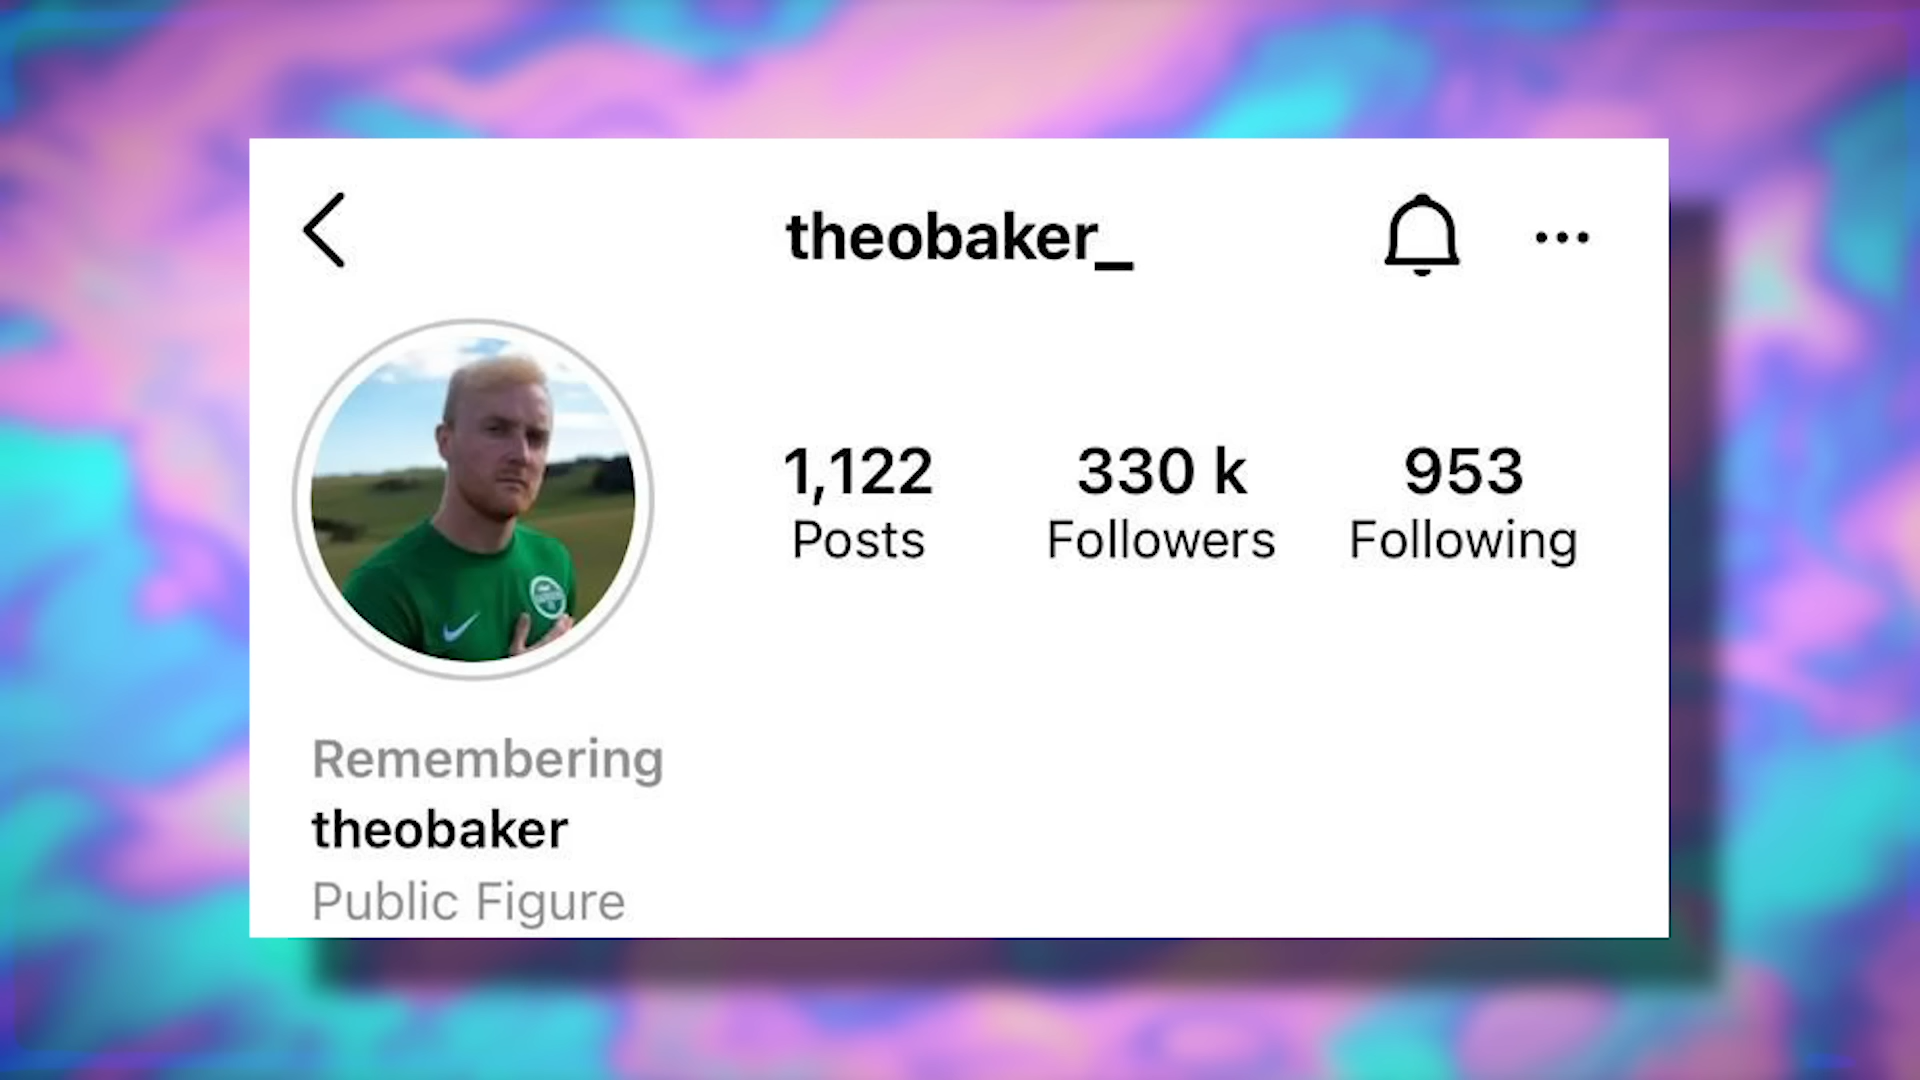 theobaker_
1,122 330 k 953
Posts Followers Following
Remembering
theobaker
Public Figure